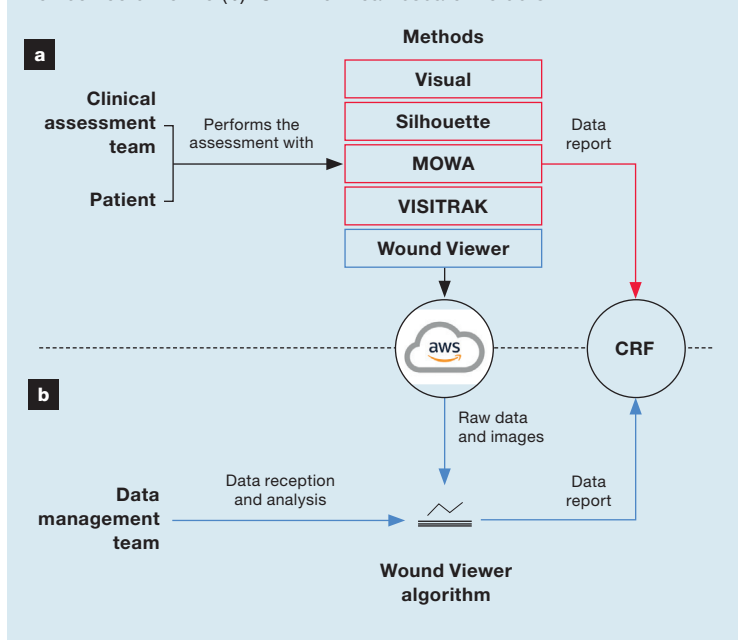 Methods
a
Visual
Clinical
assessment
team
Performs the
assessment with
Silhouette
Data
report
MOWA
Patient
VISITRAK
Wound Viewer
aws
CRF
b
Raw data
and images
Data reception
and analysis
Data
report
Data
management
team
Wound Viewer
algorithm